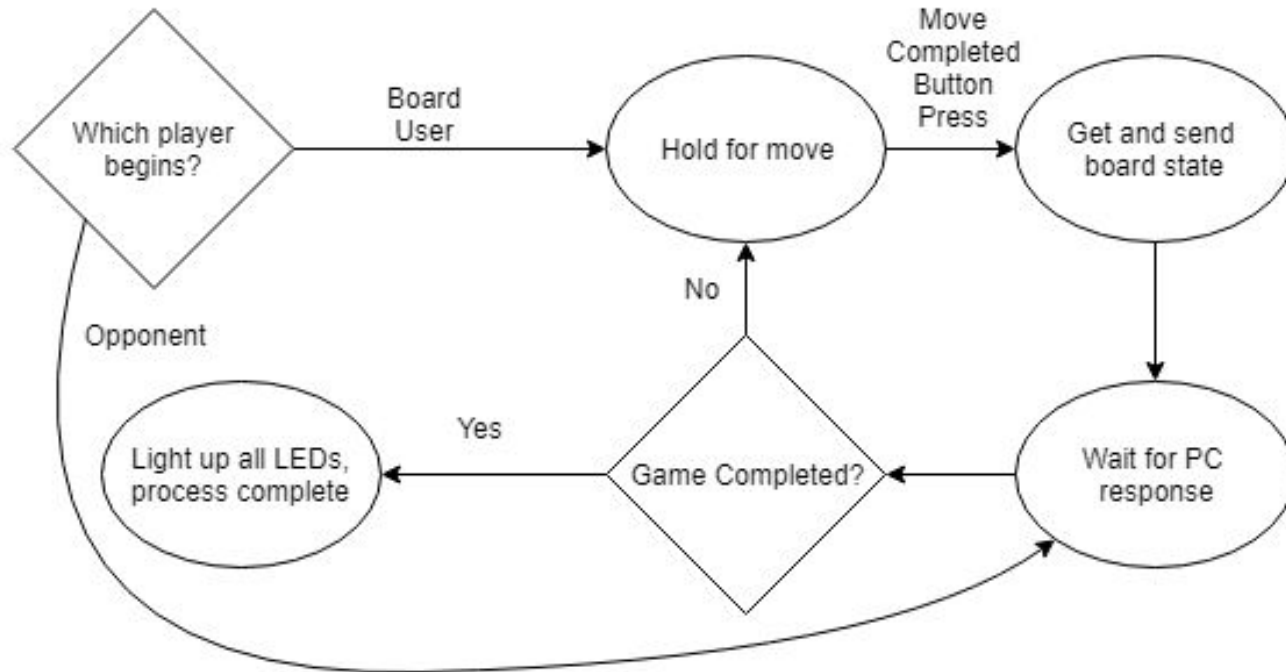 Which player
begins?
Board
User
Hold for move
Move
Completed
Button
Press
Get and send
board state
No
Opponent
Light up all LEDs,
process complete
Yes
Game Completed?
Wait for PC
response